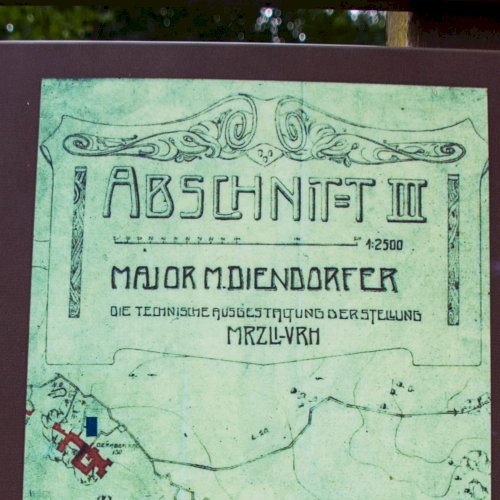 ABSCHNITT III
1:2500
MAJOR M. DIENDORFER
DIE TECHNISCHE AUSGESTALTUNG DER STELLUNG
MRZLI-VRH